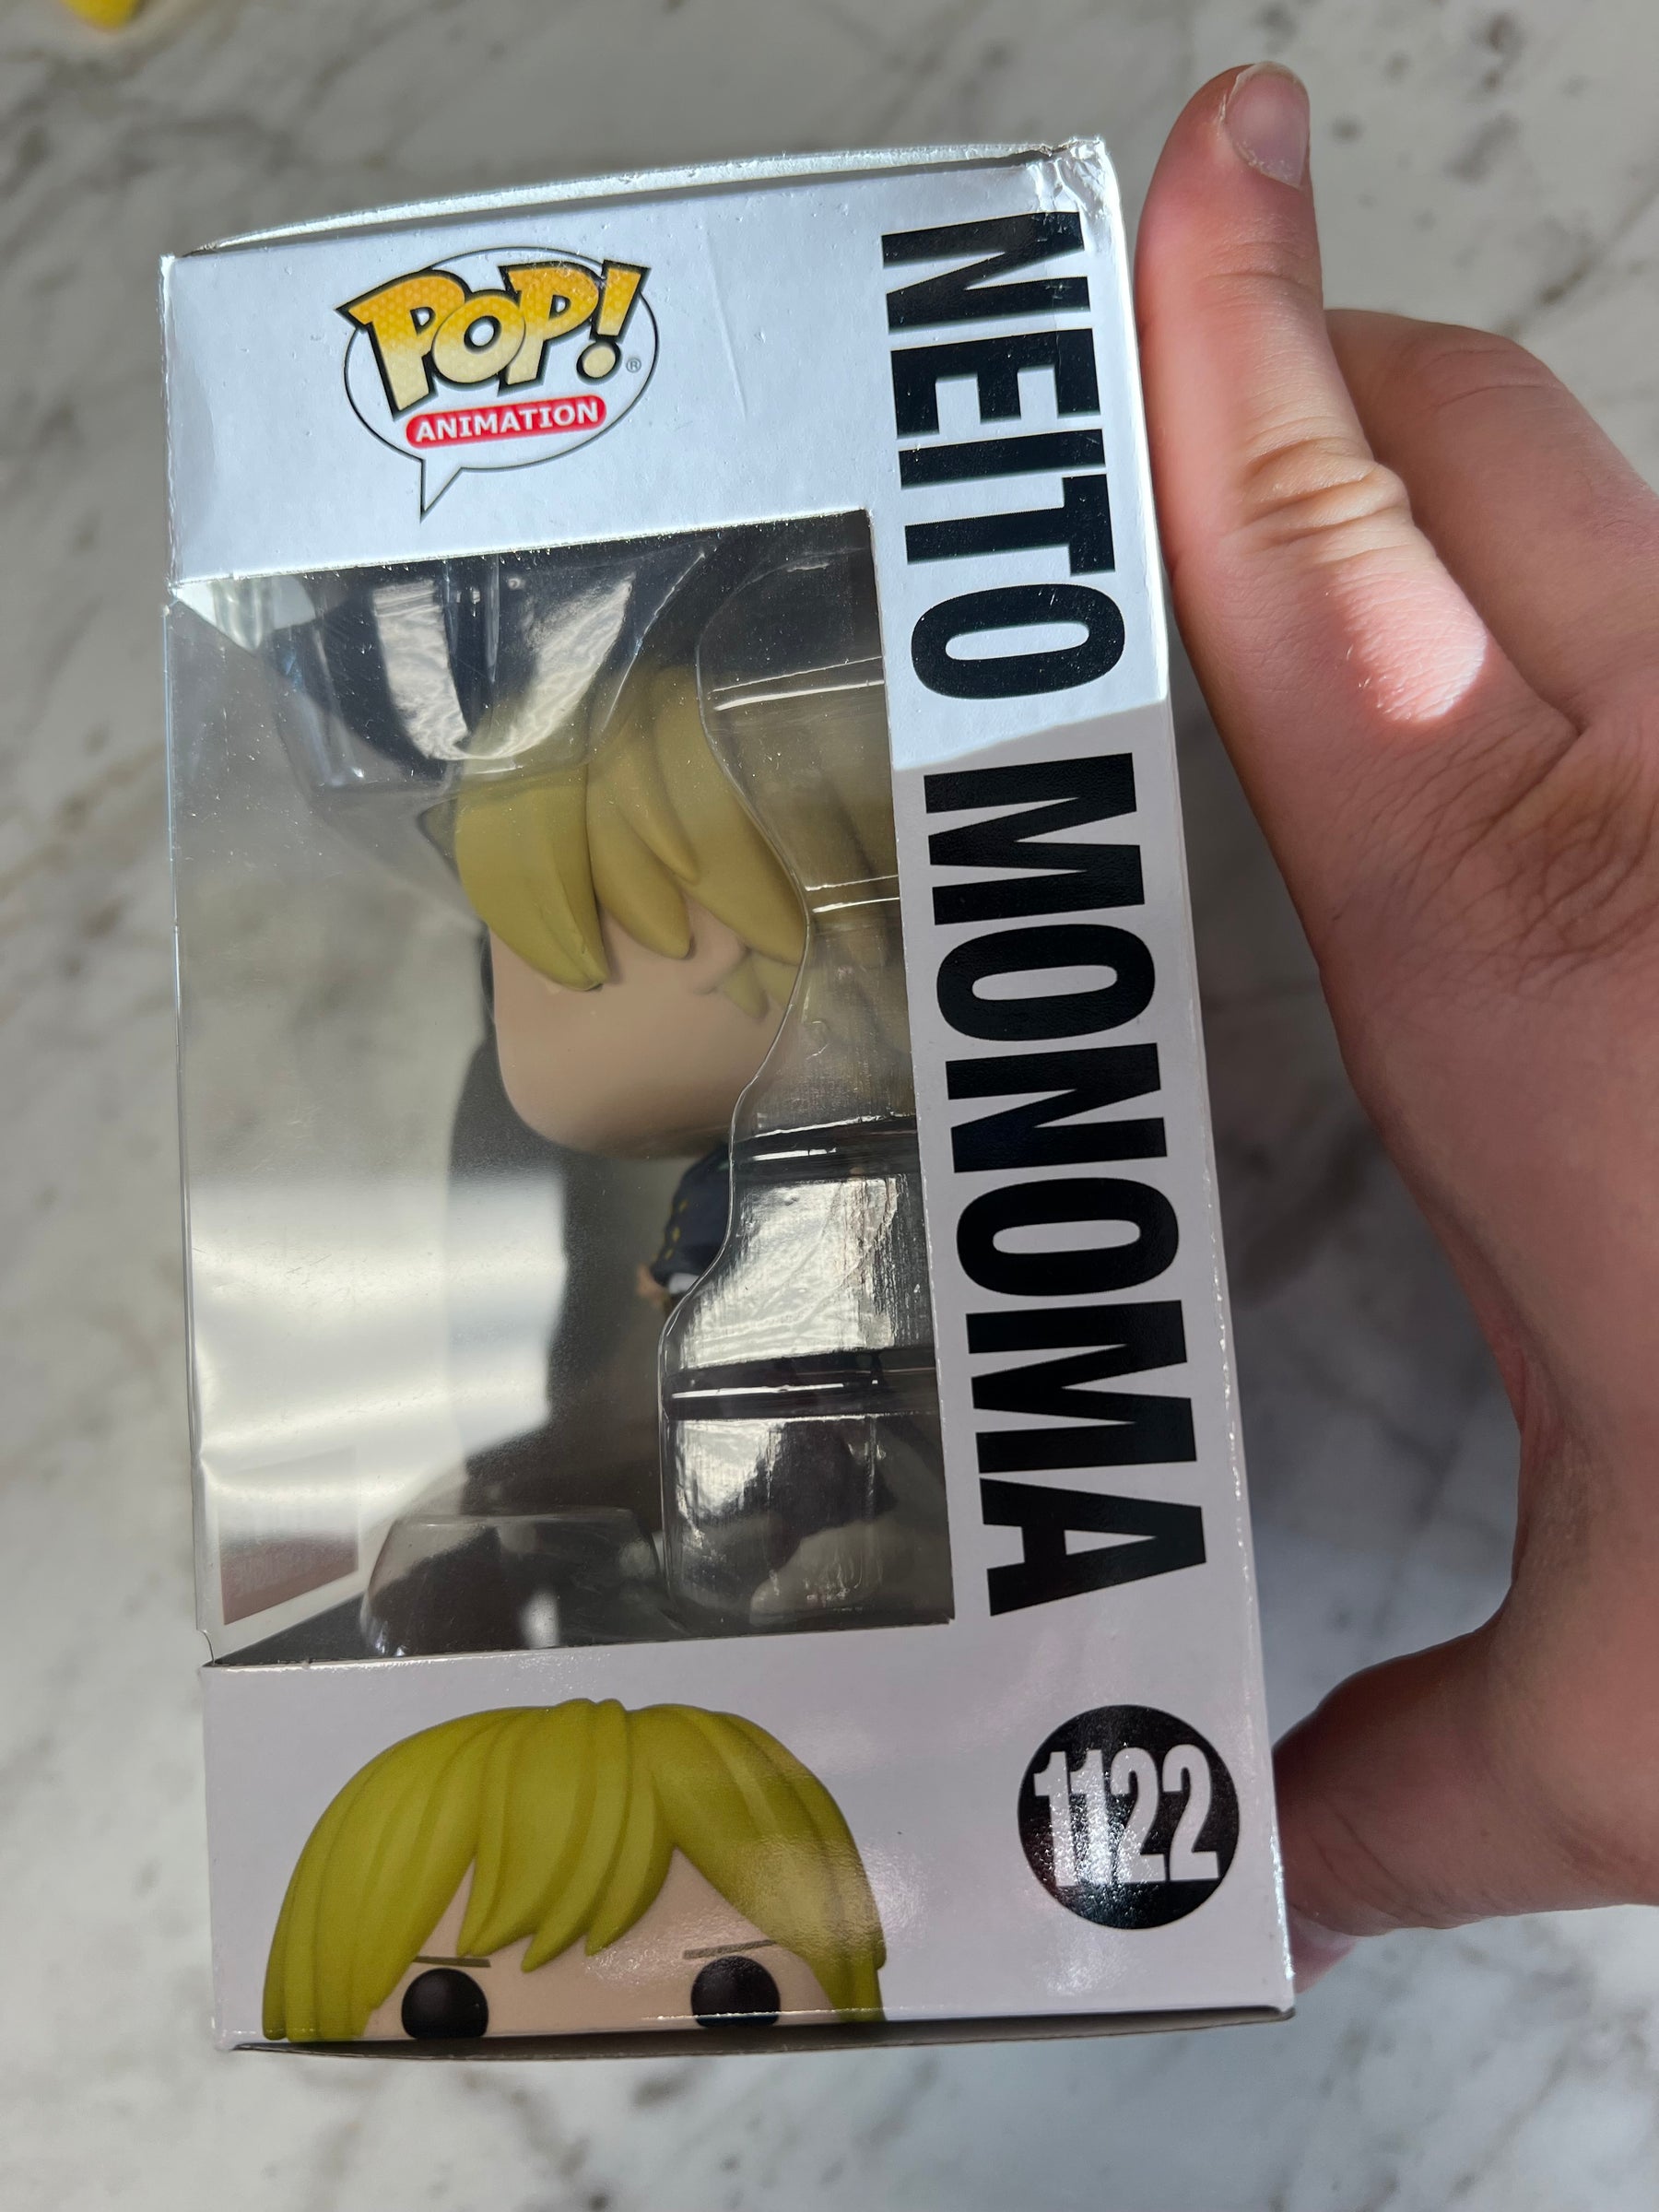 POP!
®
ANIMATION
NEITO MONOMA
1122